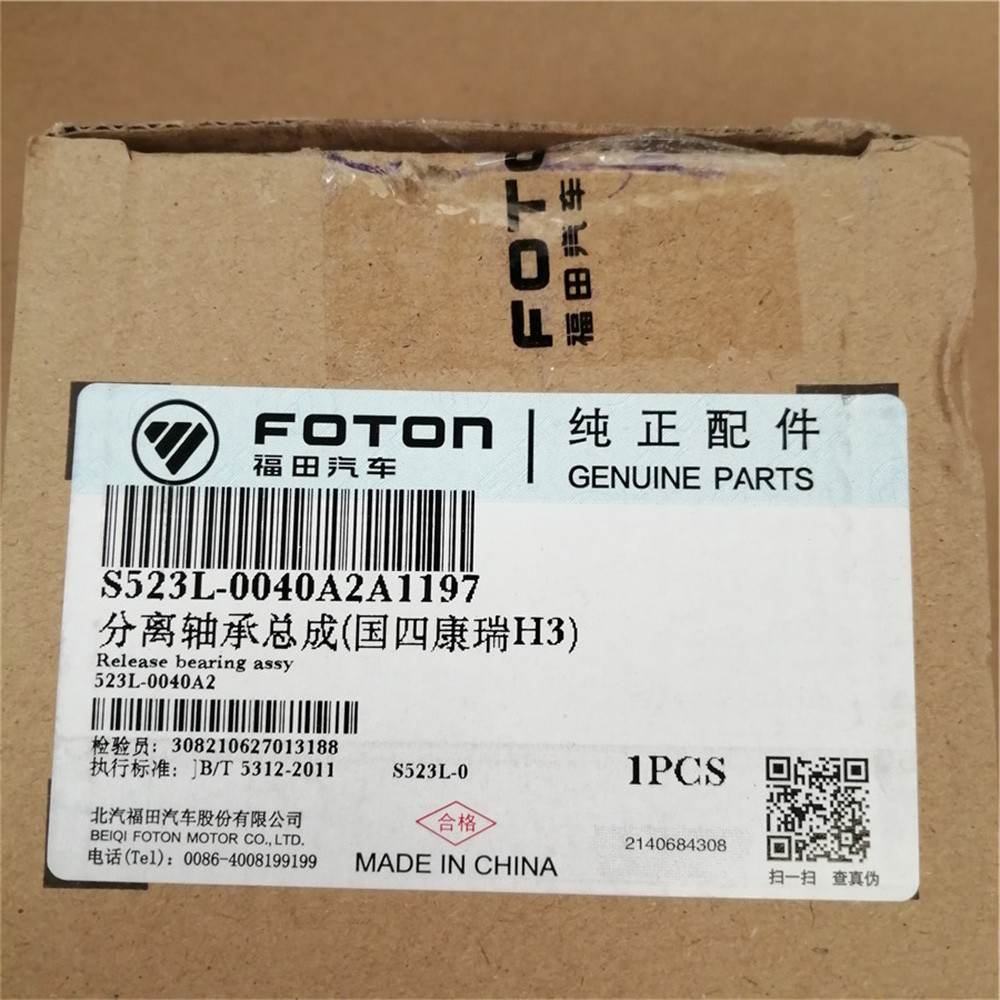 FOTO
福田汽车
FOTON
福田汽车
纯正配件
GENUINE PARTS
S523L-0040A2A1197
分离轴承总成(国四康瑞H3)
Release bearing assy
523L-0040A2
检验员: 308210627013188
执行标准: JB/T 5312-2011
S523L-0
1PCS
北汽福田汽车股份有限公司
BEIQI FOTON MOTOR CO.,LTD.
电话(Tel): 0086-4008199199
合格
MADE IN CHINA
2140684308
扫一扫 查真伪